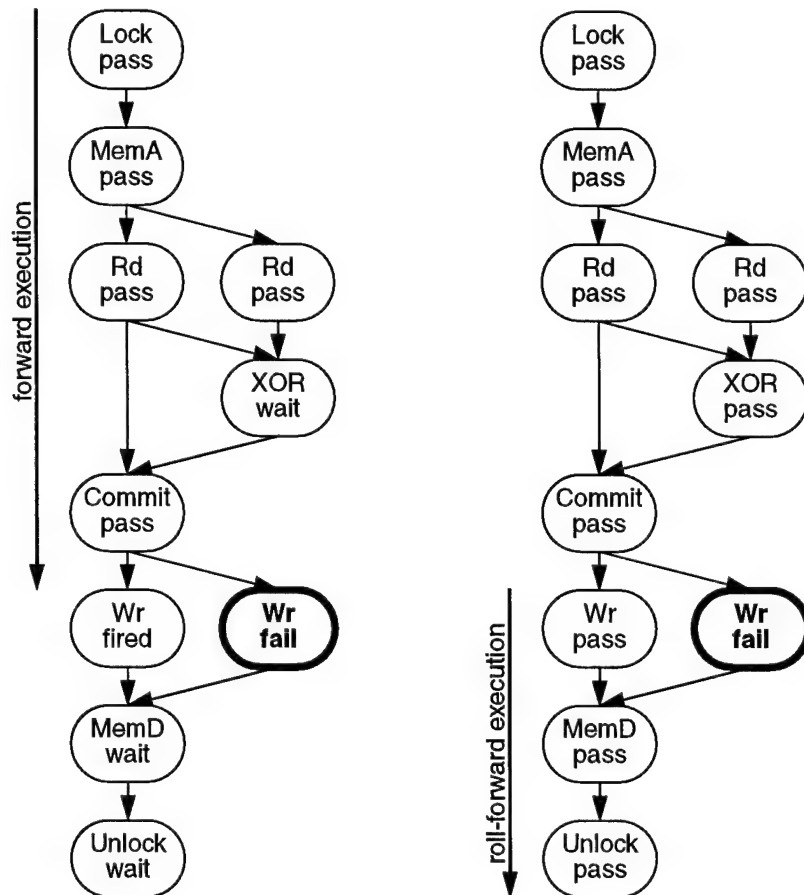 forward execution
Lock
pass
MemA
pass
Rd
pass
Rd
pass
XOR
wait
Commit
pass
Wr
fired
Wr
fail
MemD
wait
Unlock
wait
Lock
pass
MemA
pass
Rd
pass
Rd
pass
XOR
pass
Commit
pass
roll-forward execution
Wr
pass
Wr
fail
MemD
pass
Unlock
pass